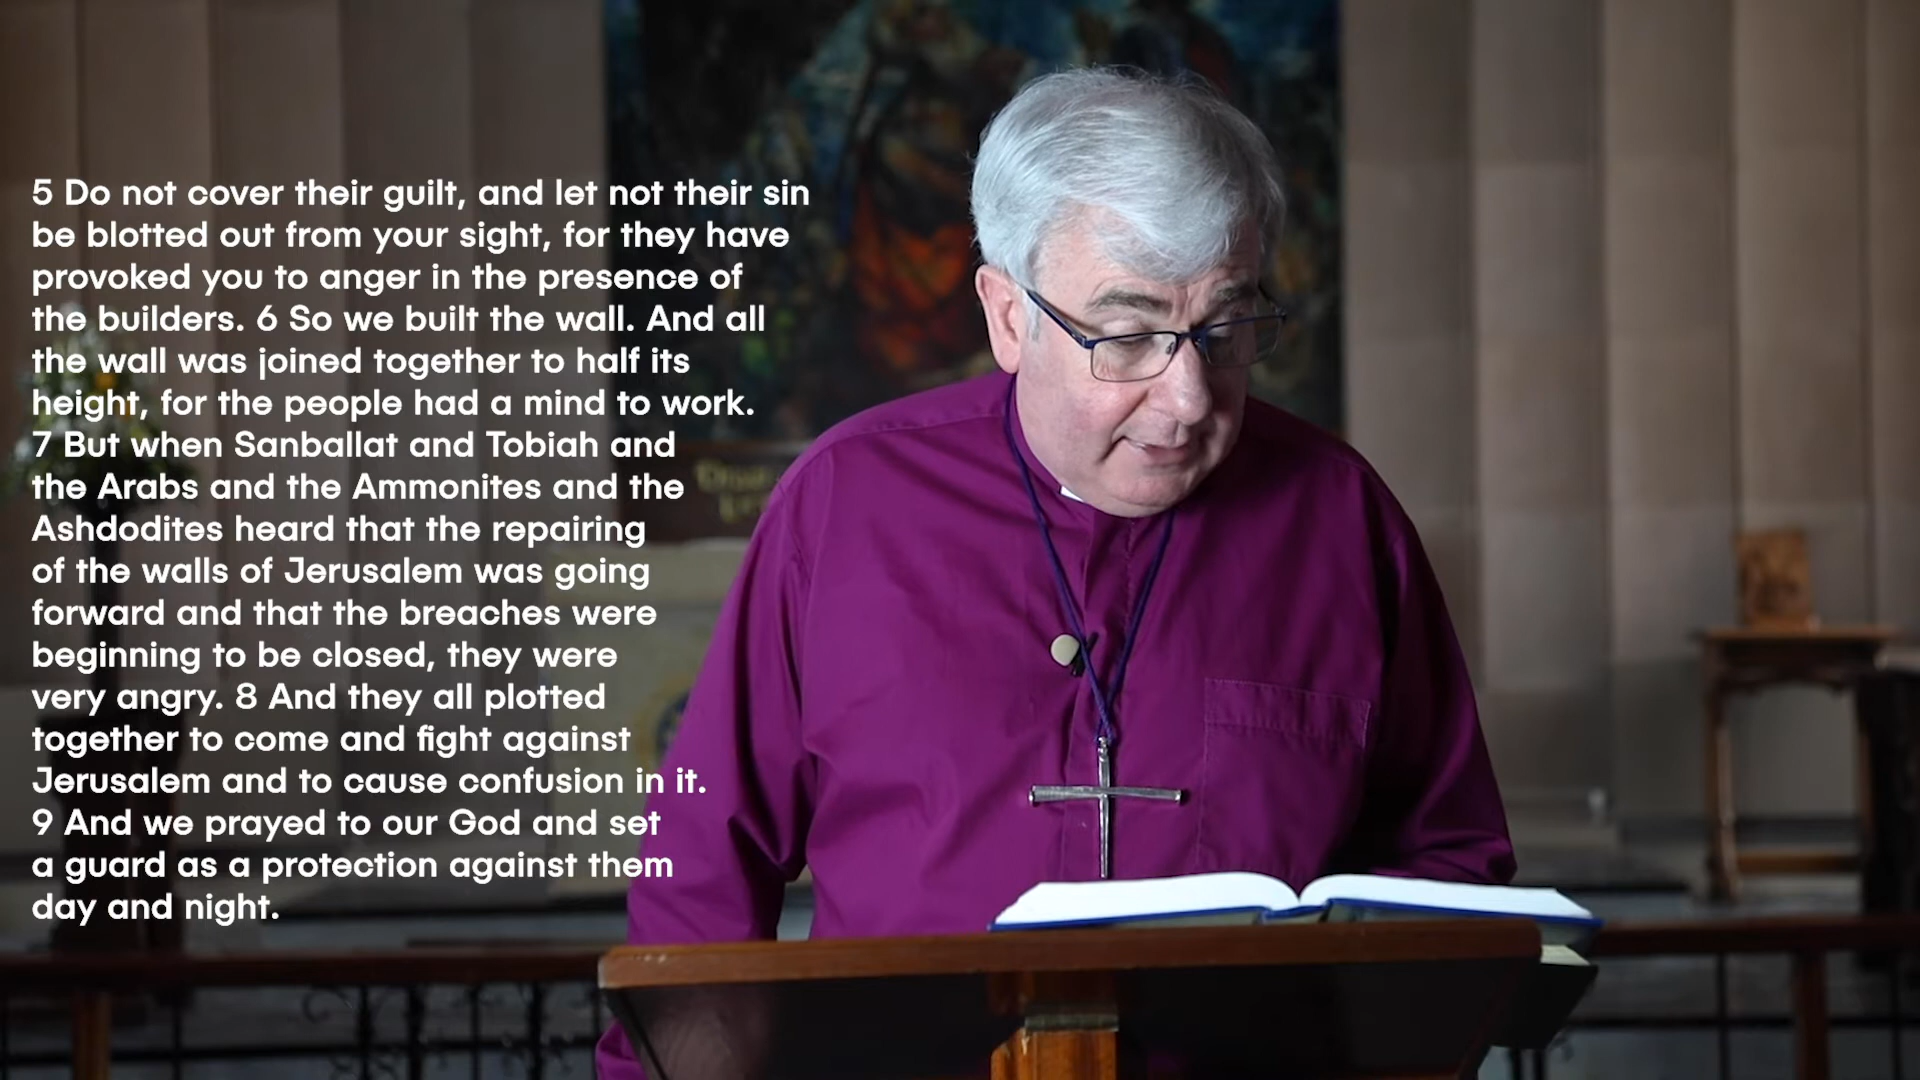 5 Do not cover their guilt, and let not their sin
be blotted out from your sight, for they have
provoked you to anger in the presence of
the builders. 6 So we built the wall. And all
the wall was joined together to half its
height, for the people had a mind to work.
7 But when Sanballat and Tobiah and
the Arabs and the Ammonites and the
Ashdodites heard that the repairing
of the walls of Jerusalem was going
forward and that the breaches were
beginning to be closed, they were
very angry. 8 And they all plotted
together to come and fight against
Jerusalem and to cause confusion in it.
9 And we prayed to our God and set
a guard as a protection against them
day and night.